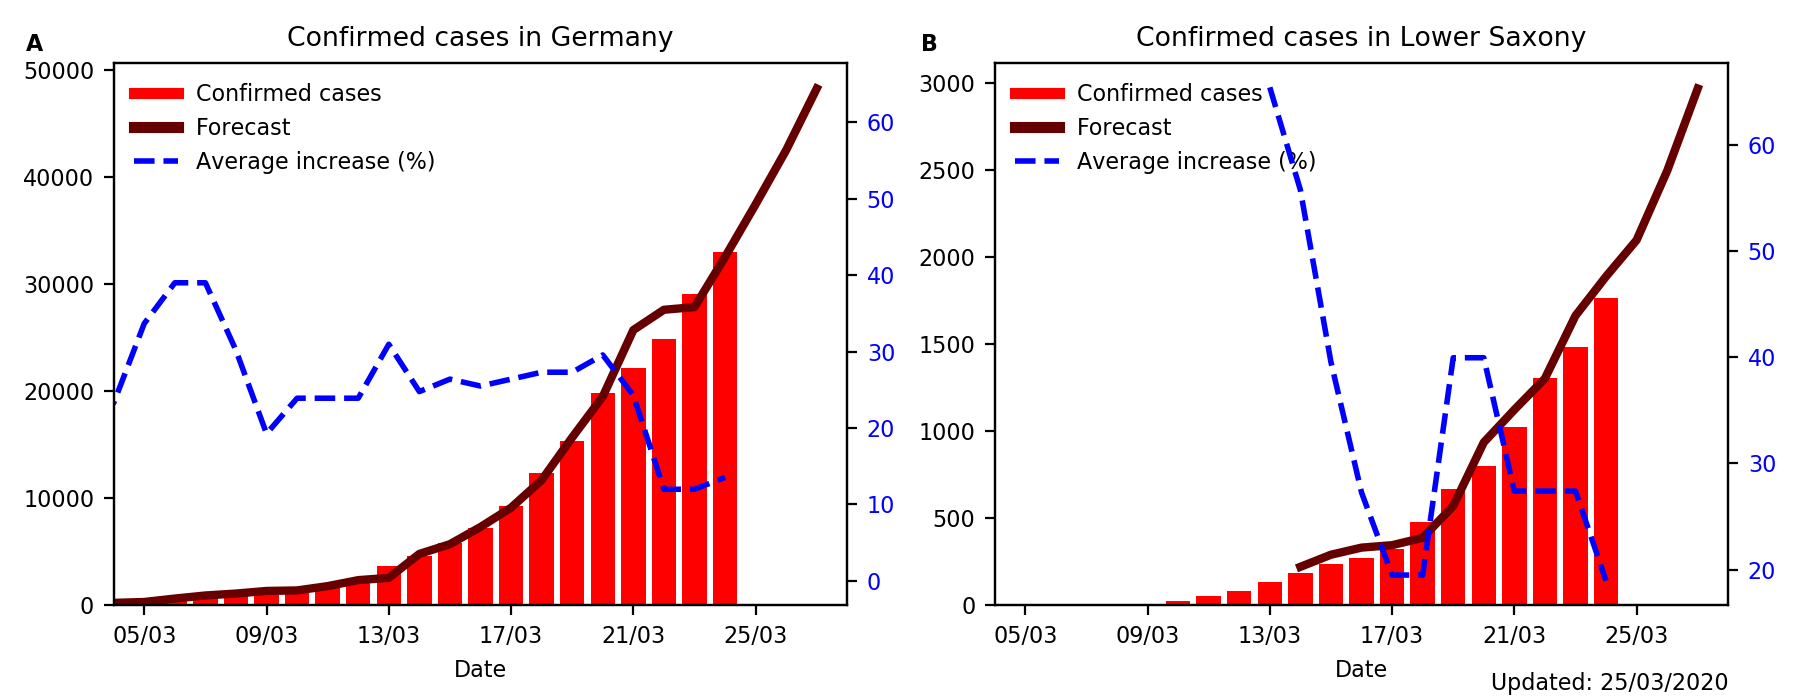 A
Confirmed cases in Germany
50000
40000
30000
20000
10000
0
Confirmed cases
Forecast
Average increase (%)
60
50
40
30
20
10
0
05/03 09/03 13/03 17/03 21/03 25/03
Date
B
Confirmed cases in Lower Saxony
3000
2500
2000
1500
1000
500
0
Confirmed cases
Forecast
Average increase (%)
60
50
40
30
20
05/03 09/03 13/03 17/03 21/03 25/03
Date
Updated: 25/03/2020